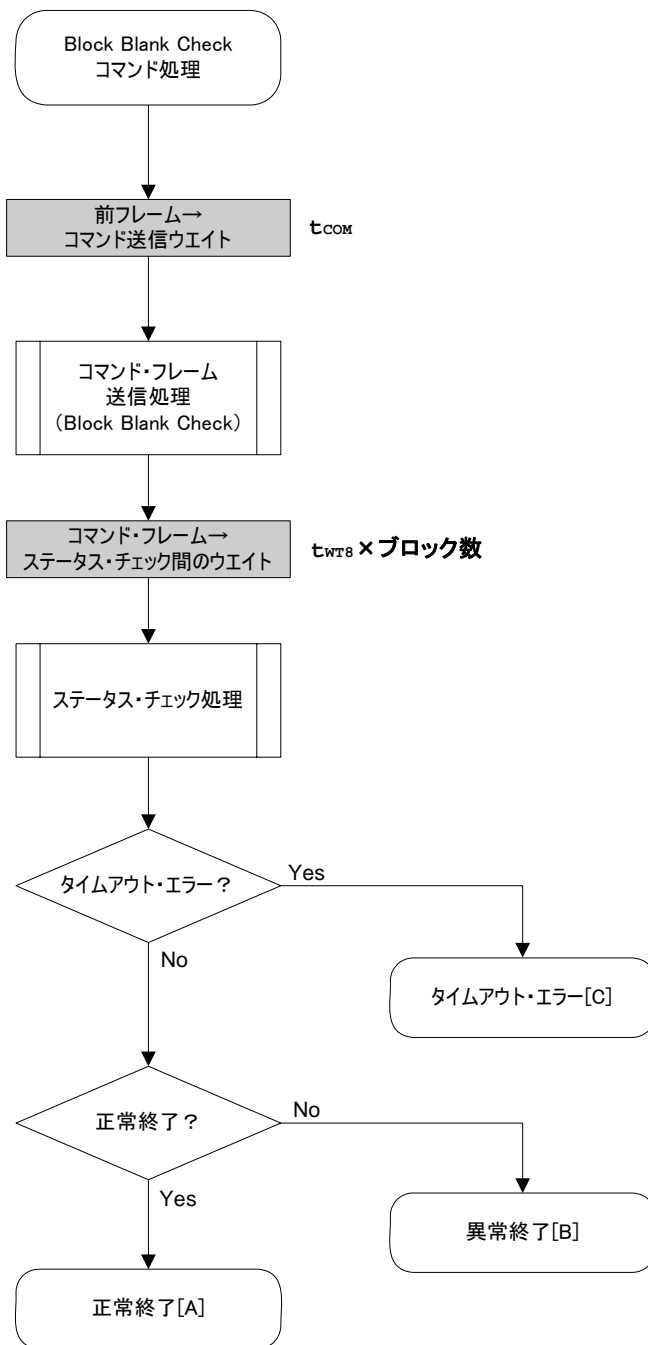 Block Blank Check
コマンド処理
前フレーム→
コマンド送信ウエイト
tCOM
コマンド・フレーム
送信処理
（Block Blank Check）
コマンド・フレーム→
ステータス・チェック間のウエイト
tWT8×ブロック数
ステータス・チェック処理
タイムアウト・エラー？
Yes
No
タイムアウト・エラー[C]
正常終了？
No
Yes
異常終了[B]
正常終了[A]